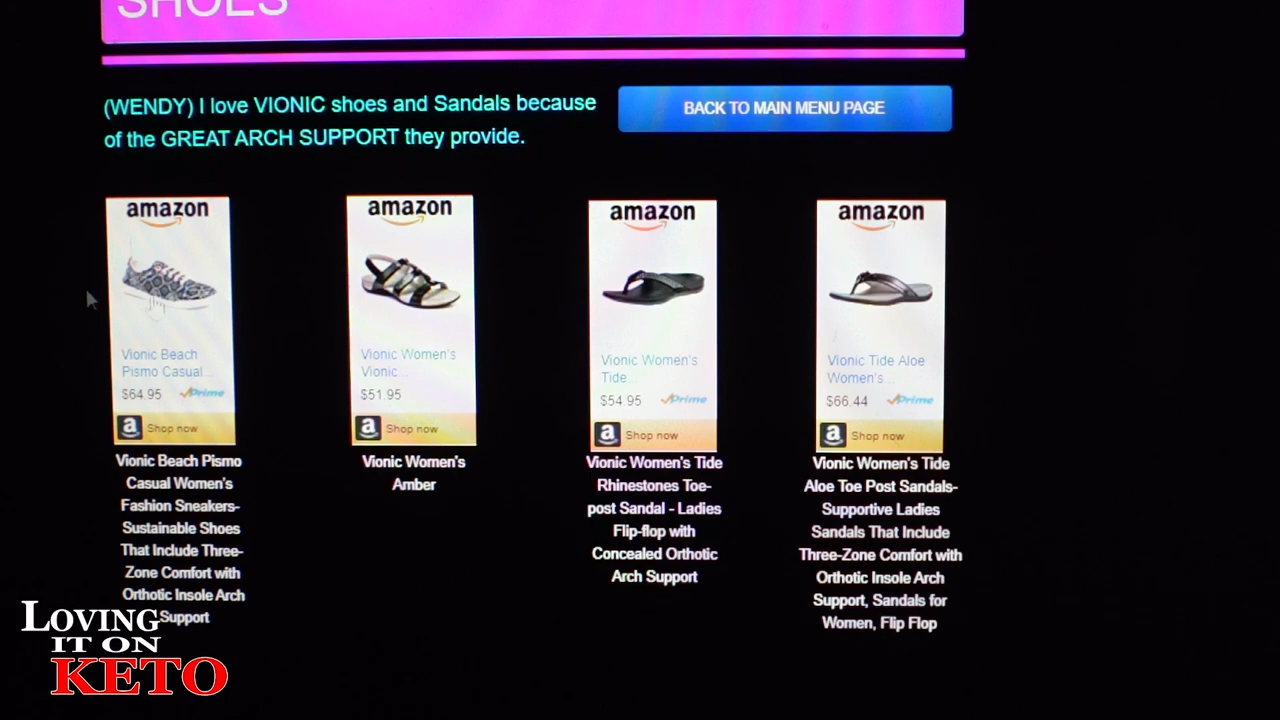 SHOES
(WENDY) I love VIONIC shoes and Sandals because
of the GREAT ARCH SUPPORT they provide.
BACK TO MAIN MENU PAGE
amazon
Vionic Beach
Pismo Casual...
$64.95 Prime
a Shop now
Vionic Beach Pismo
Casual Women's
Fashion Sneakers-
Sustainable Shoes
That Include Three-
Zone Comfort with
Orthotic Insole Arch
Support
amazon
Vionic Women's
Vionic...
$51.95
a Shop now
Vionic Women's
Amber
amazon
Vionic Women's
Tide...
$54.95 Prime
a Shop now
Vionic Women's Tide
Rhinestones Toe-
post Sandal - Ladies
Flip-flop with
Concealed Orthotic
Arch Support
amazon
Vionic Tide Aloe
Women's...
$66.44 Prime
a Shop now
Vionic Women's Tide
Aloe Toe Post Sandals-
Supportive Ladies
Sandals That Include
Three-Zone Comfort with
Orthotic Insole Arch
Support, Sandals for
Women, Flip Flop
LOVING
IT ON
KETO